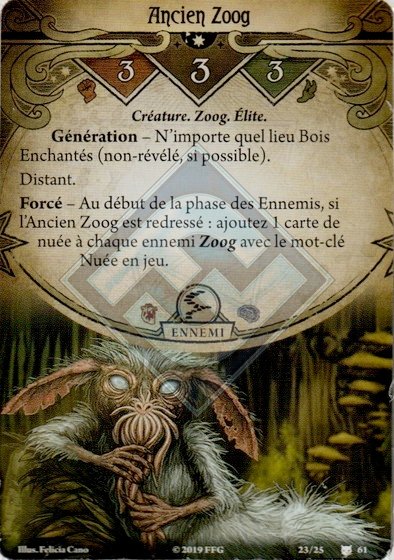 Ancien Zoog
3 3 3
Créature. Zoog. Élite.
Génération – N'importe quel lieu Bois
Enchantés (non-révélé, si possible).
Distant.
Forcé – Au début de la phase des Ennemis, si
l'Ancien Zoog est redressé : ajoutez 1 carte de
nuée à chaque ennemi Zoog avec le mot-clé
Nuée en jeu.
ENNEMI
Illus. Felicia Cano © 2019 FFG 23/25 61